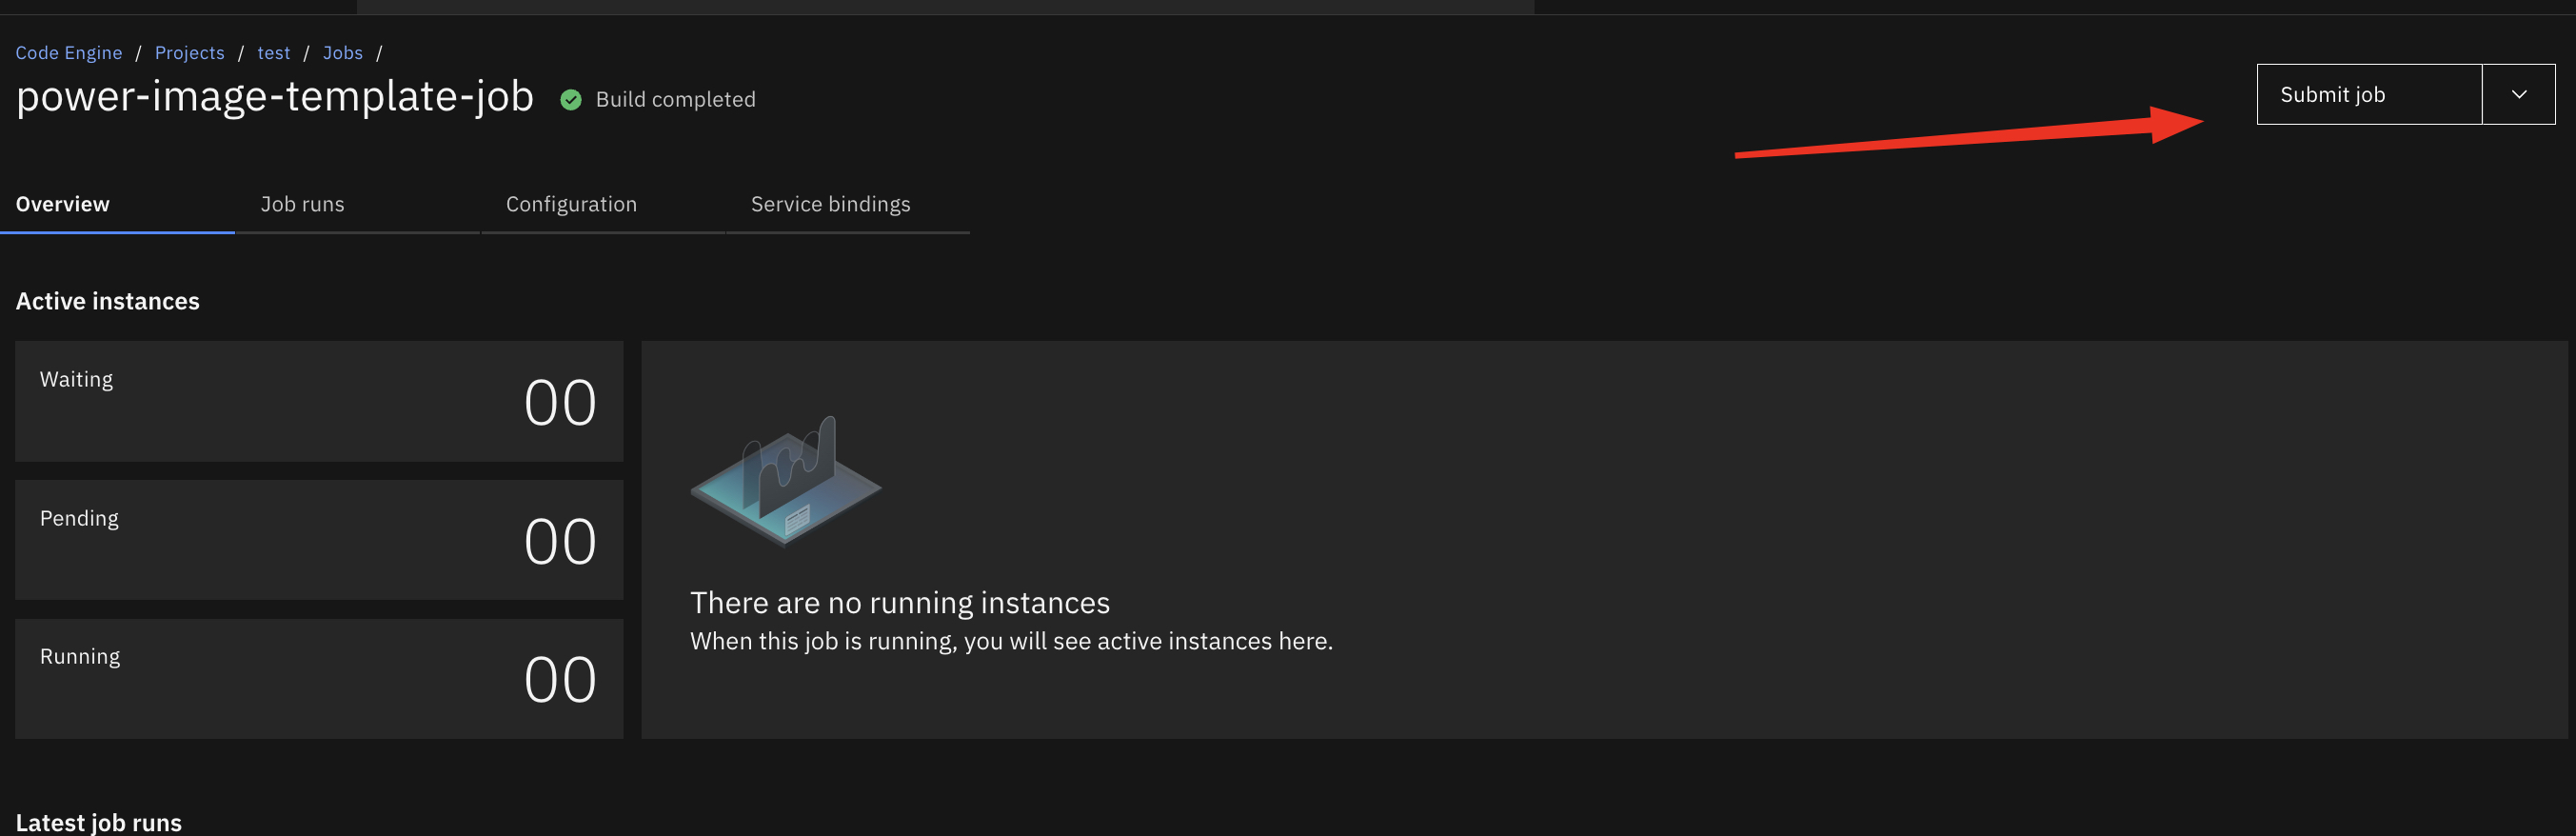 Code Engine / Projects / test / Jobs /
power-image-template-job Build completed
Submit job
Overview Job runs Configuration Service bindings
Active instances
Waiting 00
Pending 00
Running 00
There are no running instances
When this job is running, you will see active instances here.
Latest job runs